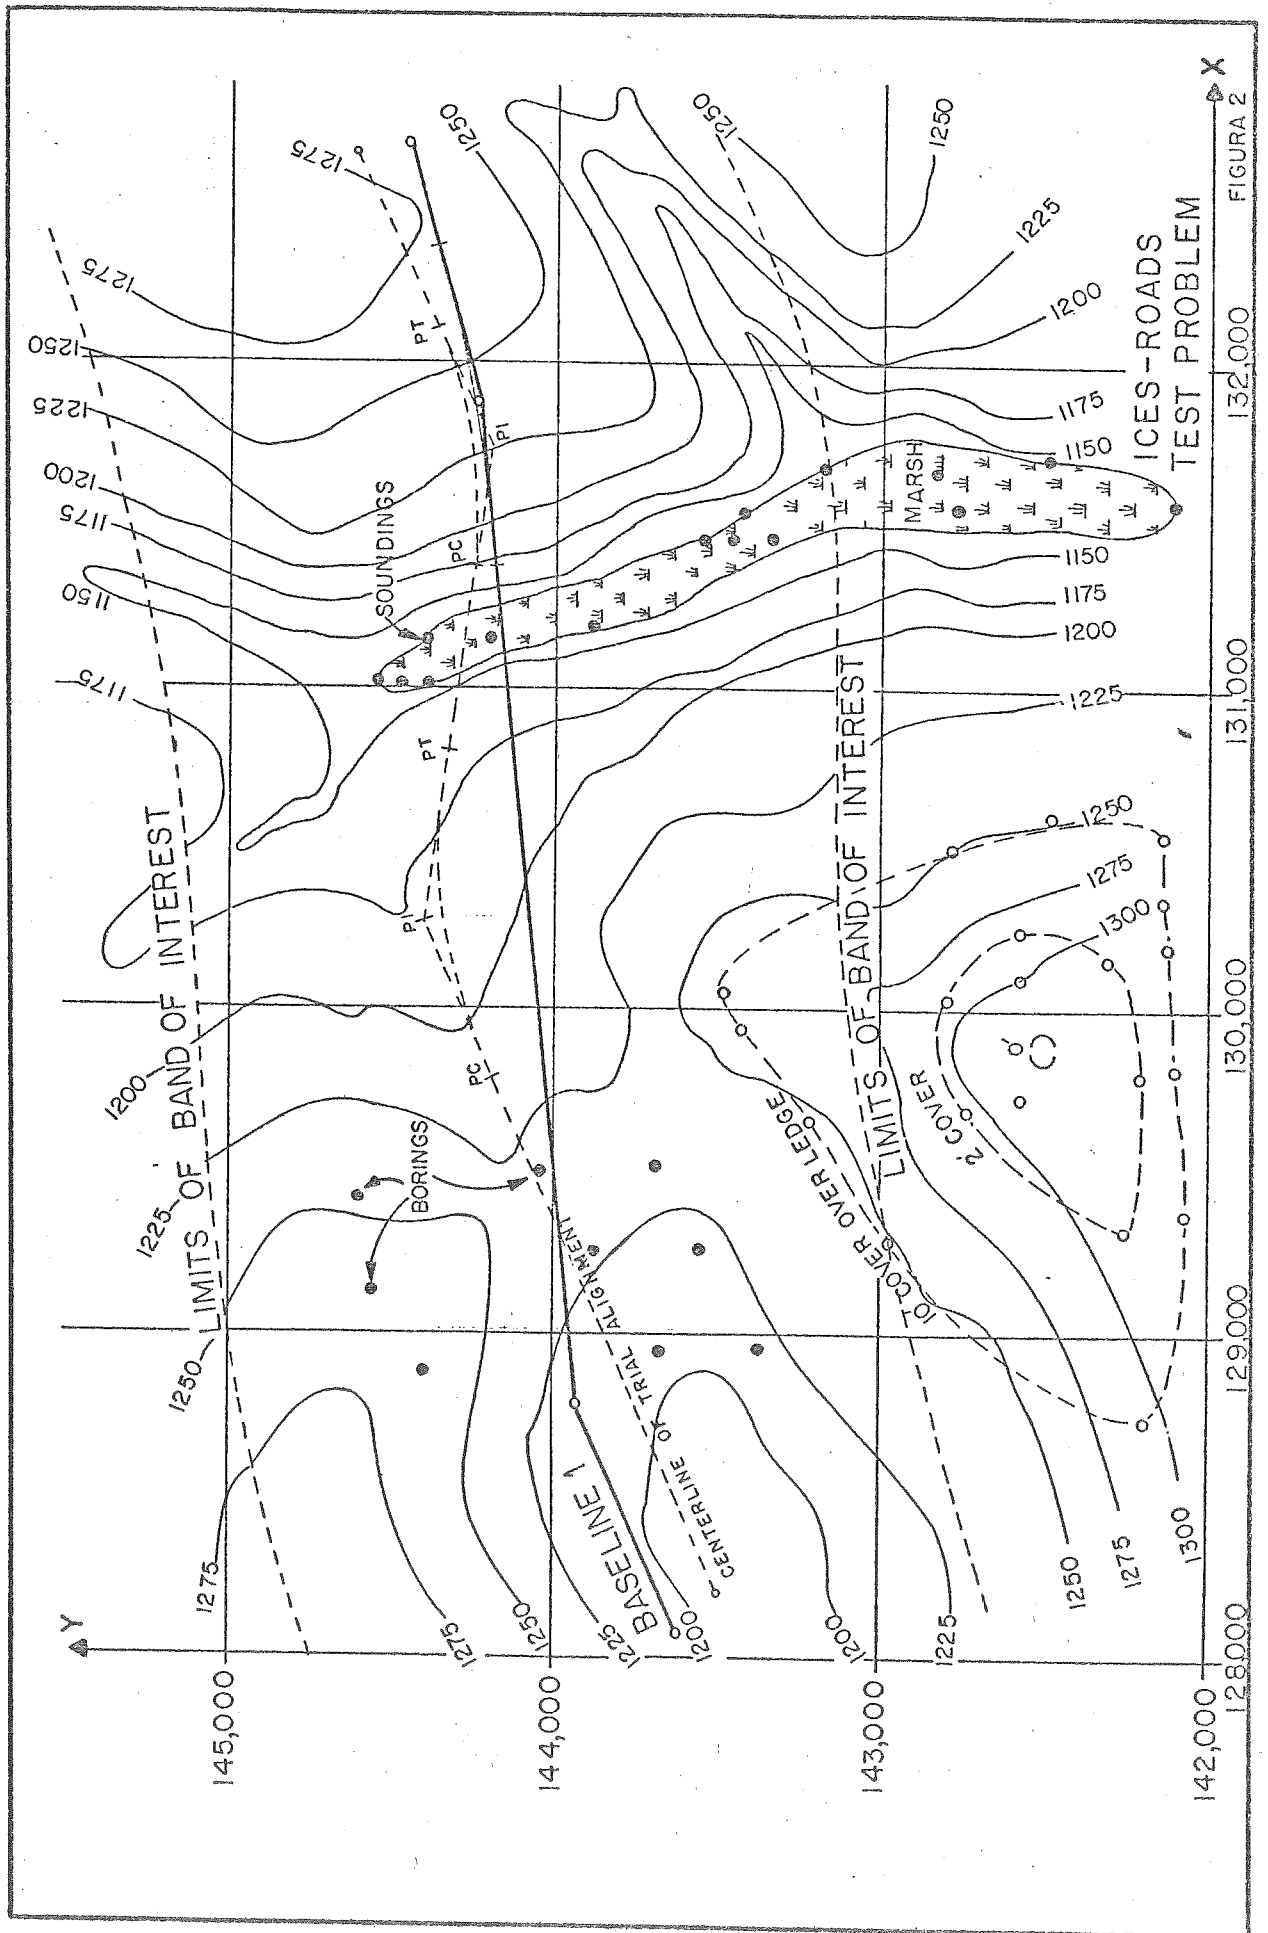 Y
X
145,000
144,000
143,000
142,000
128,000
129,000
130,000
131,000
132,000
1275
1250
1225
1200
1225
1250
1275
1250
1225
1200
1175
1150
1175
1250
1275
1275
1250
1250
1250
1225
1200
1175
1150
1150
1175
1200
1225
1250
1275
1300
1200
1200
1225
1250
1275
1300
LIMITS OF BAND OF INTEREST
LIMITS OF BAND OF INTEREST
BORINGS
SOUNDINGS
MARSH
PC
PI
PT
PC
PI
PT
BASELINE 1
CENTERLINE OF TRIAL ALIGNMENT
10' COVER OVER LEDGE
2' COVER
ICES-ROADS
TEST PROBLEM
FIGURA 2